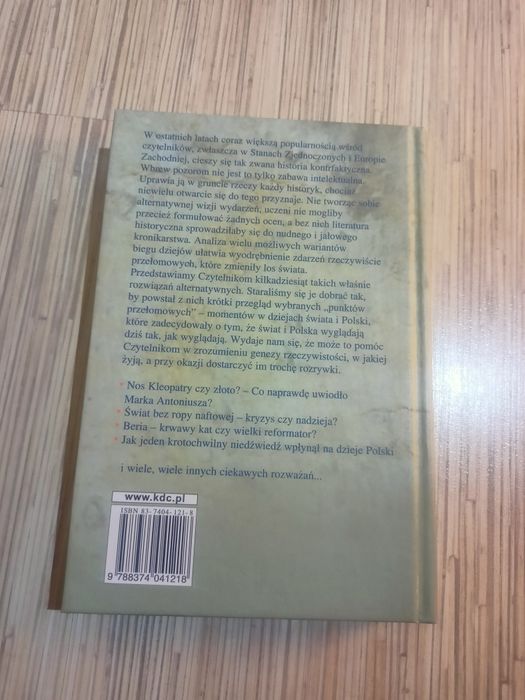 W ostatnich latach coraz większą popularnością wśród
czytelników, zwłaszcza w Stanach Zjednoczonych i Europie
Zachodniej, cieszy się tak zwana historia kontrfaktyczna.
Wbrew pozorom nie jest to tylko zabawa intelektualna.
Uprawia ją w gruncie rzeczy każdy historyk, chociaż
niewielu otwarcie się do tego przyznaje. Nie tworząc sobie
alternatywnej wizji wydarzeń, uczeni nie mogliby
przecież formułować żadnych ocen, a bez nich literatura
historyczna sprowadziłaby się do nudnego i jałowego
kronikarstwa. Analiza wielu możliwych wariantów
biegu dziejów ułatwia wyodrębnienie zdarzeń rzeczywiście
przełomowych, które zmieniły los świata.
Przedstawiamy Czytelnikom kilkadziesiąt takich właśnie
rozwiązań alternatywnych. Staraliśmy się je dobrać tak,
by powstał z nich krótki przegląd wybranych „punktów
przełomowych” – momentów w dziejach świata i Polski,
które zadecydowały o tym, że świat i Polska wyglądają
dziś tak, jak wyglądają. Wydaje nam się, że może to pomóc
Czytelnikom w zrozumieniu genezy rzeczywistości, w jakiej
żyją, a przy okazji dostarczyć im trochę rozrywki.
* Nos Kleopatry czy złoto? – Co naprawdę uwiodło
Marka Antoniusza?
* Świat bez ropy naftowej – kryzys czy nadzieja?
* Beria – krwawy kat czy wielki reformator?
* Jak jeden krotochwilny niedźwiedź wpłynął na dzieje Polski
i wiele, wiele innych ciekawych rozważań...
www.kdc.pl
ISBN 83-7404-121-8
9 788374 041218